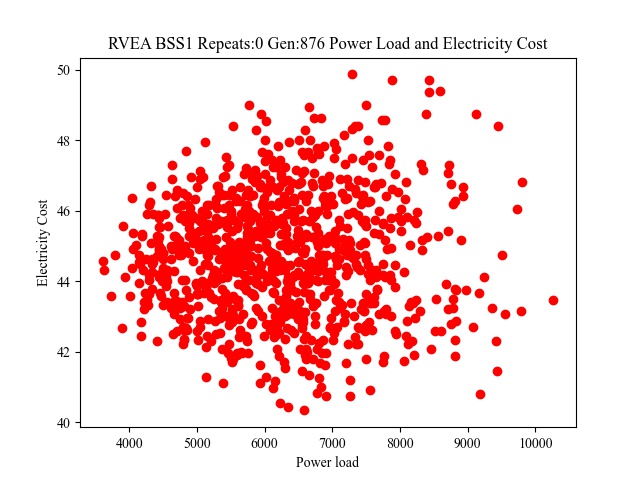 RVEA BSS1 Repeats:0 Gen:876 Power Load and Electricity Cost
50
48
46
44
42
40
Electricity Cost
4000 5000 6000 7000 8000 9000 10000
Power load